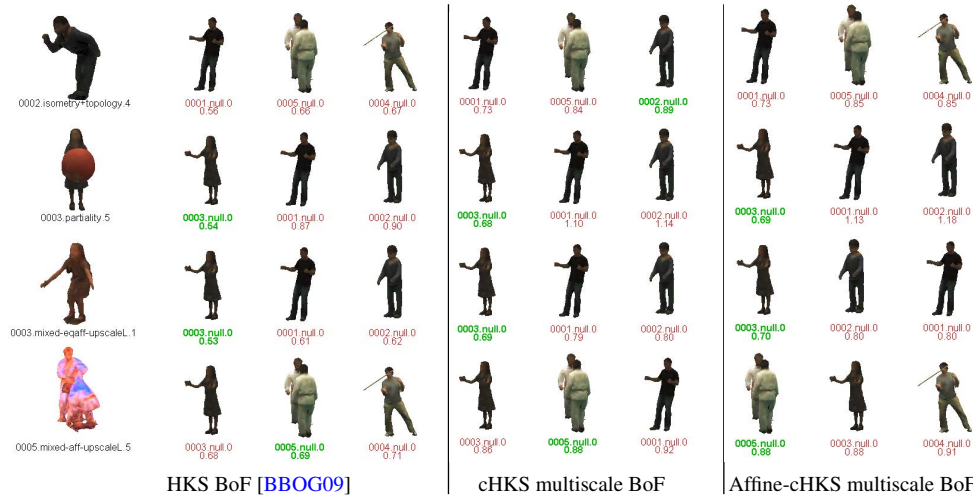 0002.isometry+topology.4
0001.null.0 0005.null.0 0004.null.0 0001.null.0 0005.null.0 0002.null.0 0001.null.0 0005.null.0 0004.null.0
0.56 0.66 0.67 0.73 0.84 0.89 0.73 0.85 0.85
0003.partiality.5
0003.null.0 0001.null.0 0002.null.0 0003.null.0 0001.null.0 0002.null.0 0003.null.0 0001.null.0 0002.null.0
0.64 0.87 0.90 0.68 1.10 1.14 0.69 1.13 1.18
0003.mixed-eqaff-upscaleL.1
0003.null.0 0001.null.0 0002.null.0 0003.null.0 0001.null.0 0002.null.0 0003.null.0 0002.null.0 0001.null.0
0.53 0.61 0.62 0.69 0.79 0.80 0.70 0.80 0.80
0005.mixed-aff-upscaleL.5
0003.null.0 0005.null.0 0004.null.0 0003.null.0 0005.null.0 0001.null.0 0005.null.0 0003.null.0 0004.null.0
0.68 0.69 0.71 0.86 0.88 0.92 0.88 0.88 0.91
HKS BoF [BBOG09] cHKS multiscale BoF Affine-cHKS multiscale BoF